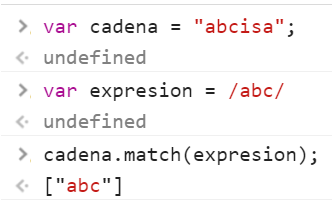 > var cadena = "abcisa";
< undefined
> var expresion = /abc/
< undefined
> cadena.match(expresion);
< ["abc"]